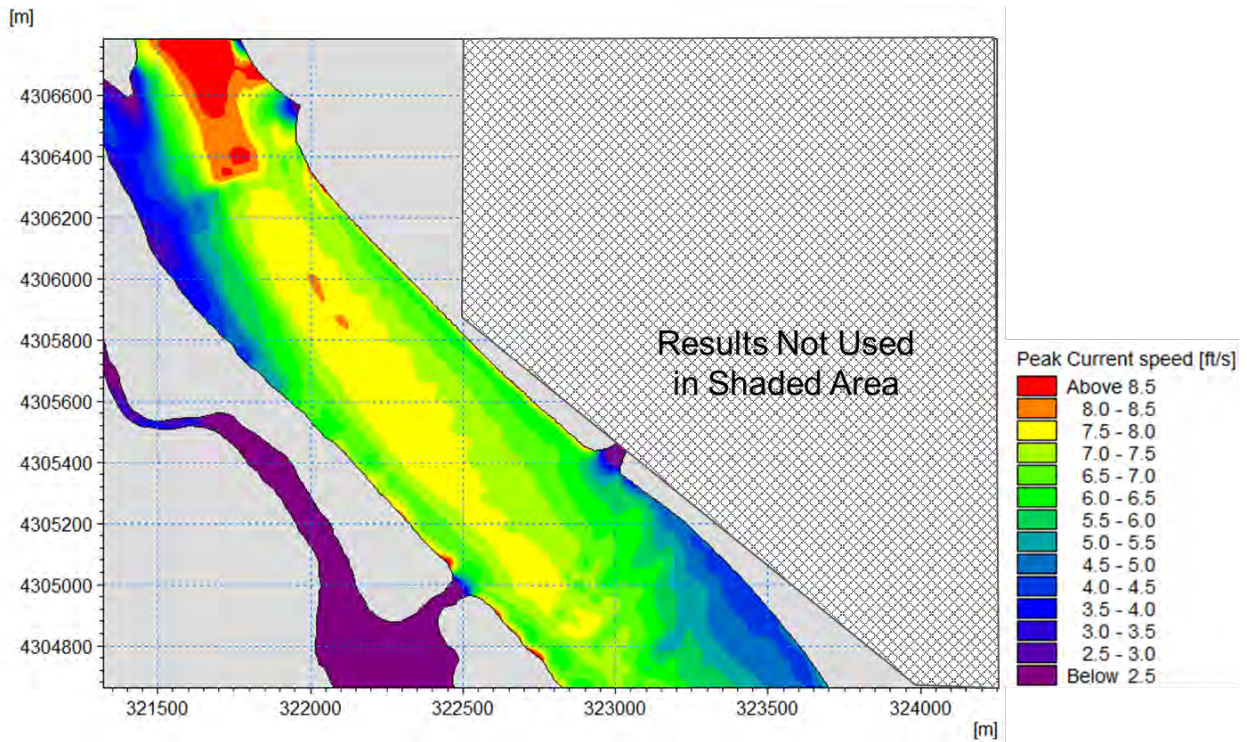 [m]
4306600
4306400
4306200
4306000
4305800
4305600
4305400
4305200
4305000
4304800
321500 322000 322500 323000 323500 324000
[m]
Results Not Used
in Shaded Area
Peak Current speed [ft/s]
Above 8.5
8.0 - 8.5
7.5 - 8.0
7.0 - 7.5
6.5 - 7.0
6.0 - 6.5
5.5 - 6.0
5.0 - 5.5
4.5 - 5.0
4.0 - 4.5
3.5 - 4.0
3.0 - 3.5
2.5 - 3.0
Below 2.5